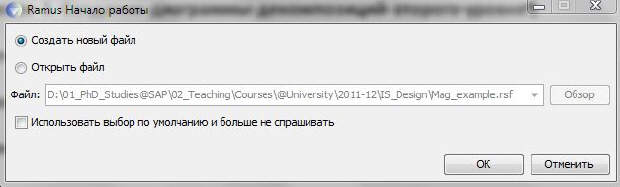 Ramus Начало работы
Создать новый файл
Открыть файл
Файл: D:\01_PhD_Studies@SAP\02_Teaching\Courses\@University\2011-12\IS_Design\Mag_example.rsf Обзор
Использовать выбор по умолчанию и больше не спрашивать
OK Отменить